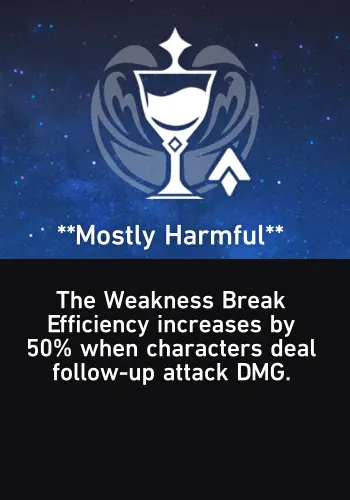 **Mostly Harmful**
The Weakness Break
Efficiency increases by
50% when characters deal
follow-up attack DMG.